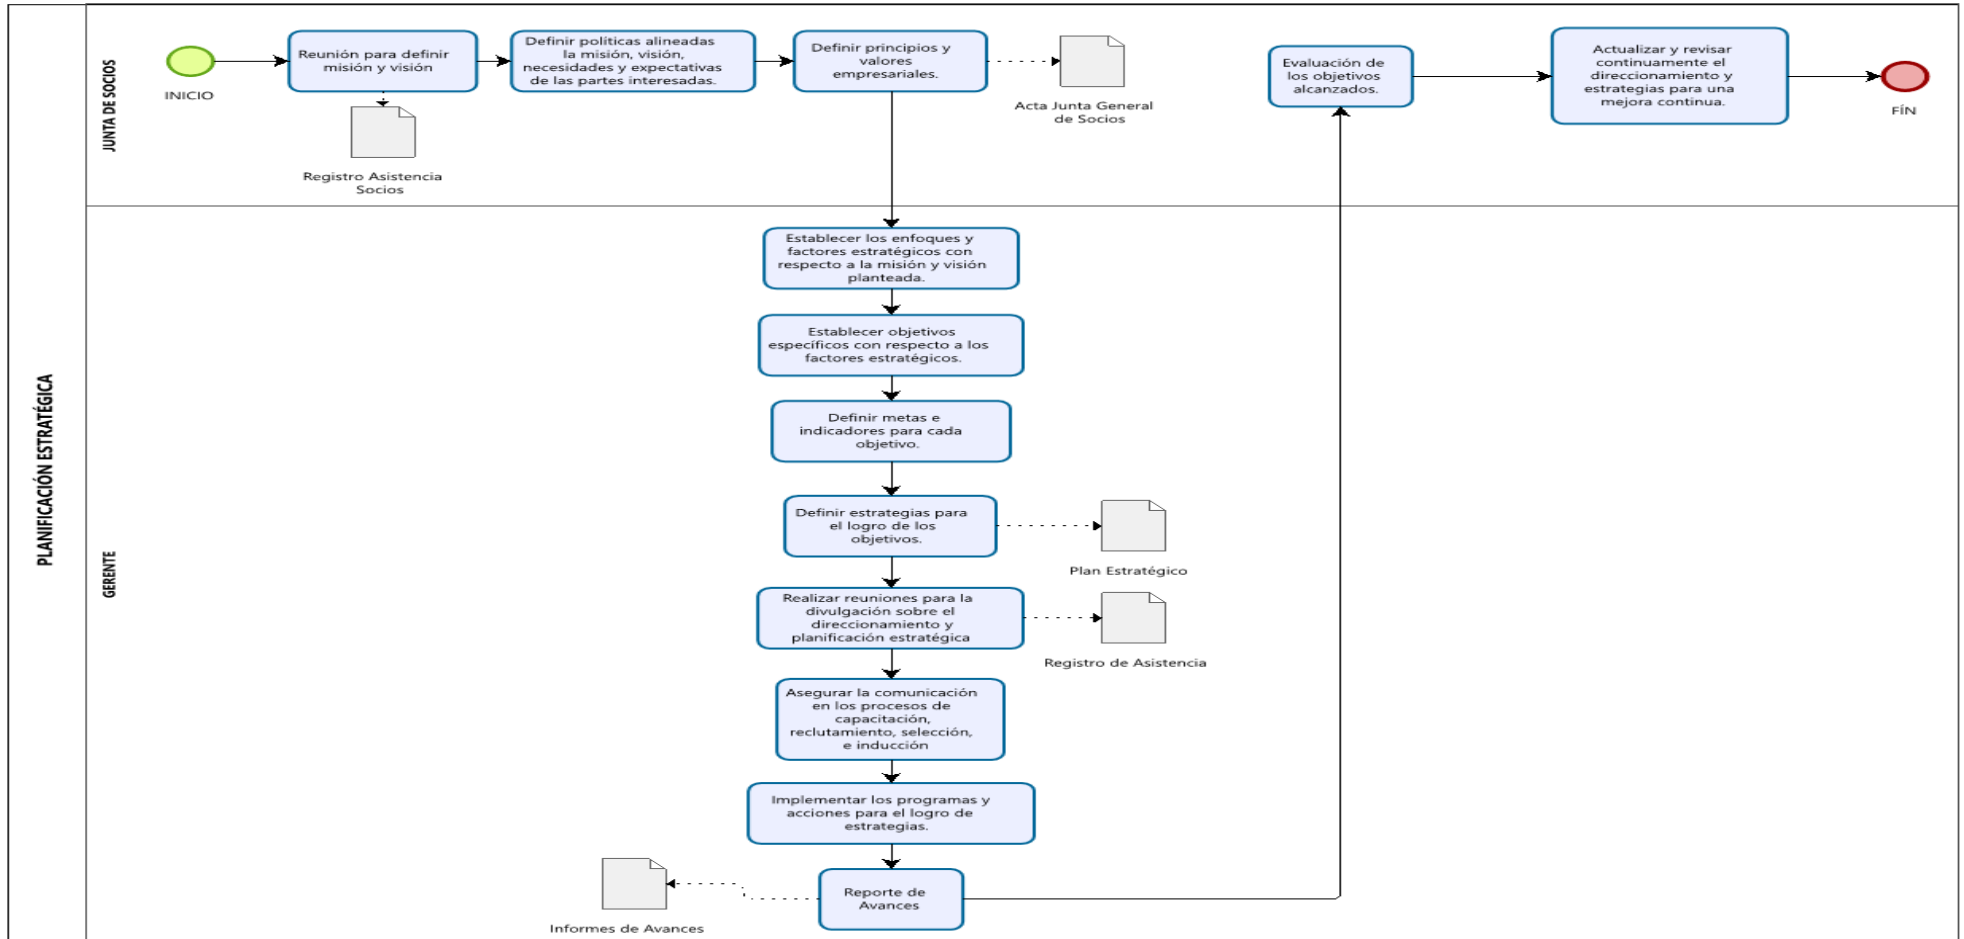 PLANIFICACIÓN ESTRATÉGICA
JUNTA DE SOCIOS
INICIO
Reunión para definir
misión y visión
Registro Asistencia
Socios
Definir políticas alineadas
la misión, visión,
necesidades y expectativas
de las partes interesadas.
Definir principios y
valores
empresariales.
Acta Junta General
de Socios
Evaluación de
los objetivos
alcanzados.
Actualizar y revisar
continuamente el
direccionamiento y
estrategias para una
mejora continua.
FÍN
GERENTE
Establecer los enfoques y
factores estratégicos con
respecto a la misión y visión
planteada.
Establecer objetivos
específicos con respecto a los
factores estratégicos.
Definir metas e
indicadores para cada
objetivo.
Definir estrategias para
el logro de los
objetivos.
Plan Estratégico
Realizar reuniones para la
divulgación sobre el
direccionamiento y
planificación estratégica
Registro de Asistencia
Asegurar la comunicación
en los procesos de
capacitación,
reclutamiento, selección,
e inducción
Implementar los programas y
acciones para el logro de
estrategias.
Reporte de
Avances
Informes de Avances